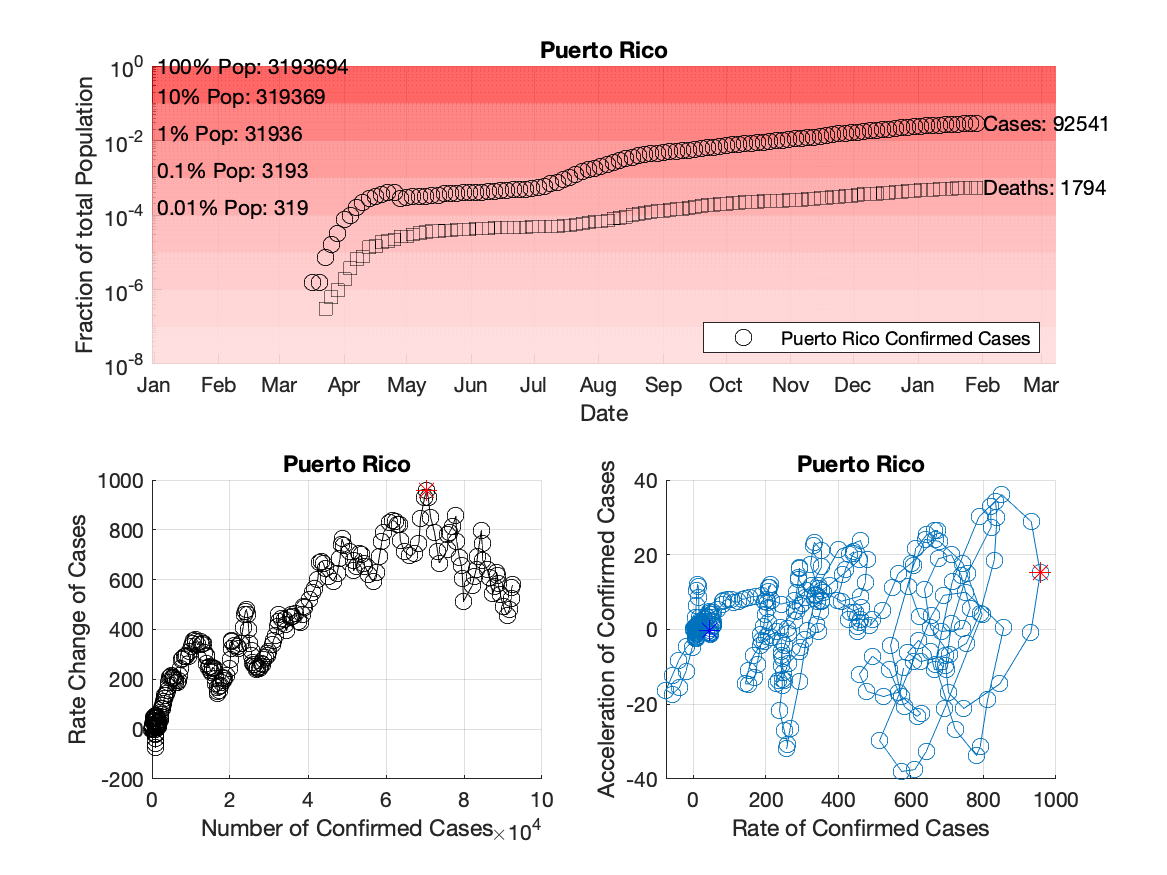 Puerto Rico
Fraction of total Population
10^0
10^-2
10^-4
10^-6
10^-8
100% Pop: 3193694
10% Pop: 319369
1% Pop: 31936
0.1% Pop: 3193
0.01% Pop: 319
Cases: 92541
Deaths: 1794
Puerto Rico Confirmed Cases
Jan Feb Mar Apr May Jun Jul Aug Sep Oct Nov Dec Jan Feb Mar
Date
Puerto Rico
Rate Change of Cases
1000
800
600
400
200
0
-200
0 2 4 6 8 10
Number of Confirmed Cases ×10^4
Puerto Rico
Acceleration of Confirmed Cases
40
20
0
-20
-40
0 200 400 600 800 1000
Rate of Confirmed Cases